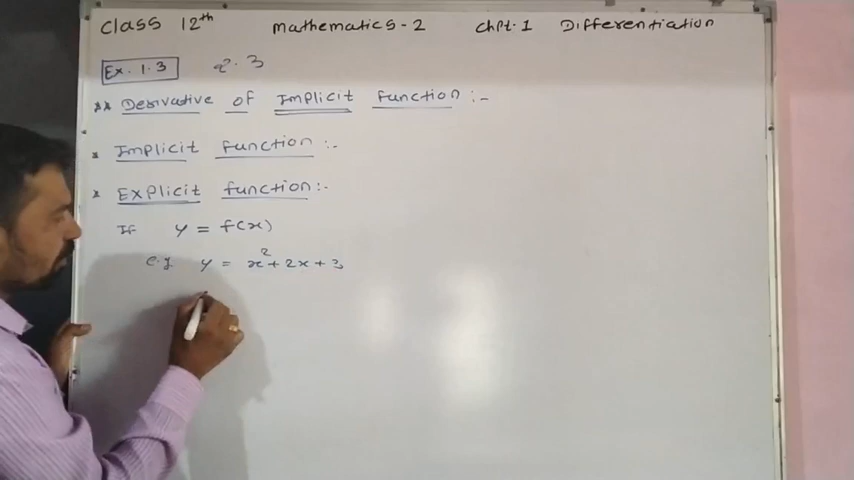 Class 12th Mathematics-2 Chpt.1 Differentiation
Ex. 1.3 Q.3
** Derivative of Implicit Function :-
* Implicit Function :-
* Explicit function :-
If y = f(x)
e.g. y = x² + 2x + 3